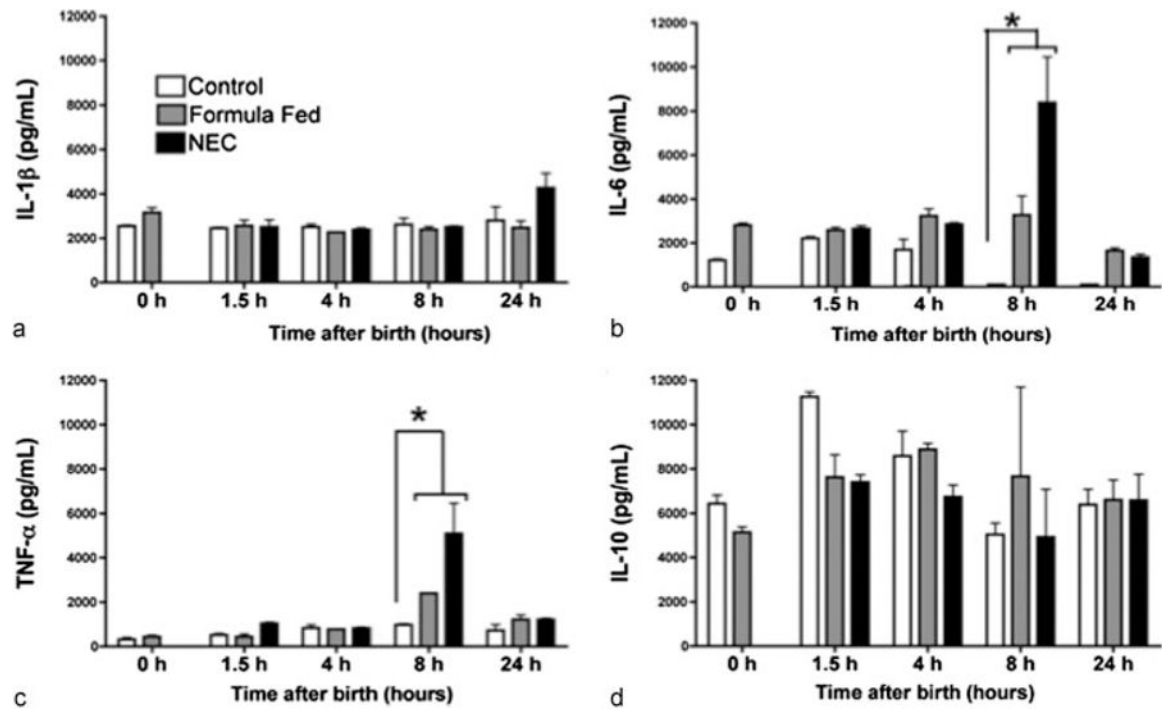 12000
10000
8000
6000
4000
2000
0
IL-1β (pg/mL)
Control
Formula Fed
NEC
0 h 1.5 h 4 h 8 h 24 h
Time after birth (hours)
a
12000
10000
8000
6000
4000
2000
0
IL-6 (pg/mL)
*
0 h 1.5 h 4 h 8 h 24 h
Time after birth (hours)
b
12000
10000
8000
6000
4000
2000
0
TNF-α (pg/mL)
*
0 h 1.5 h 4 h 8 h 24 h
Time after birth (hours)
c
12000
10000
8000
6000
4000
2000
0
IL-10 (pg/mL)
0 h 1.5 h 4 h 8 h 24 h
Time after birth (hours)
d